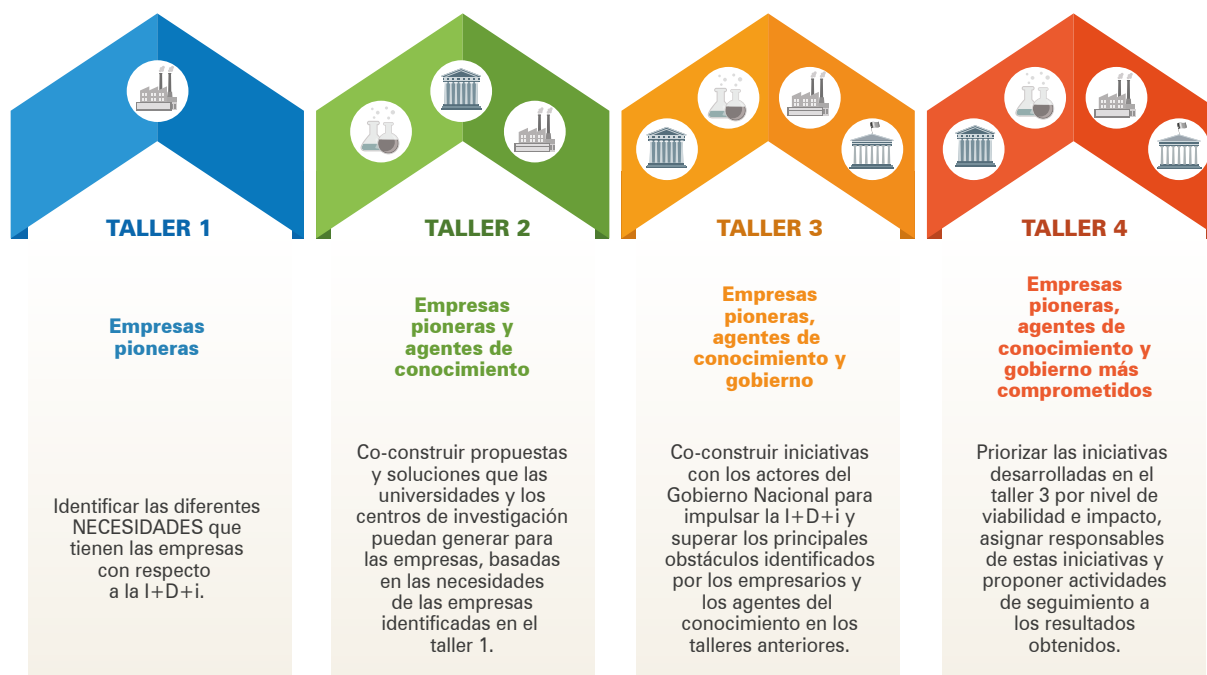 TALLER 1
Empresas
pioneras
Identificar las diferentes
NECESIDADES que
tienen las empresas
con respecto
a la I+D+i.
TALLER 2
Empresas
pioneras y
agentes de
conocimiento
Co-construir propuestas
y soluciones que las
universidades y los
centros de investigación
puedan generar para
las empresas, basadas
en las necesidades
de las empresas
identificadas en el
taller 1.
TALLER 3
Empresas
pioneras,
agentes de
conocimiento y
gobierno
Co-construir iniciativas
con los actores del
Gobierno Nacional para
impulsar la I+D+i y
superar los principales
obstáculos identificados
por los empresarios y
los agentes del
conocimiento en los
talleres anteriores.
TALLER 4
Empresas
pioneras,
agentes de
conocimiento y
gobierno más
comprometidos
Priorizar las iniciativas
desarrolladas en el
taller 3 por nivel de
viabilidad e impacto,
asignar responsables
de estas iniciativas y
proponer actividades
de seguimiento a
los resultados
obtenidos.